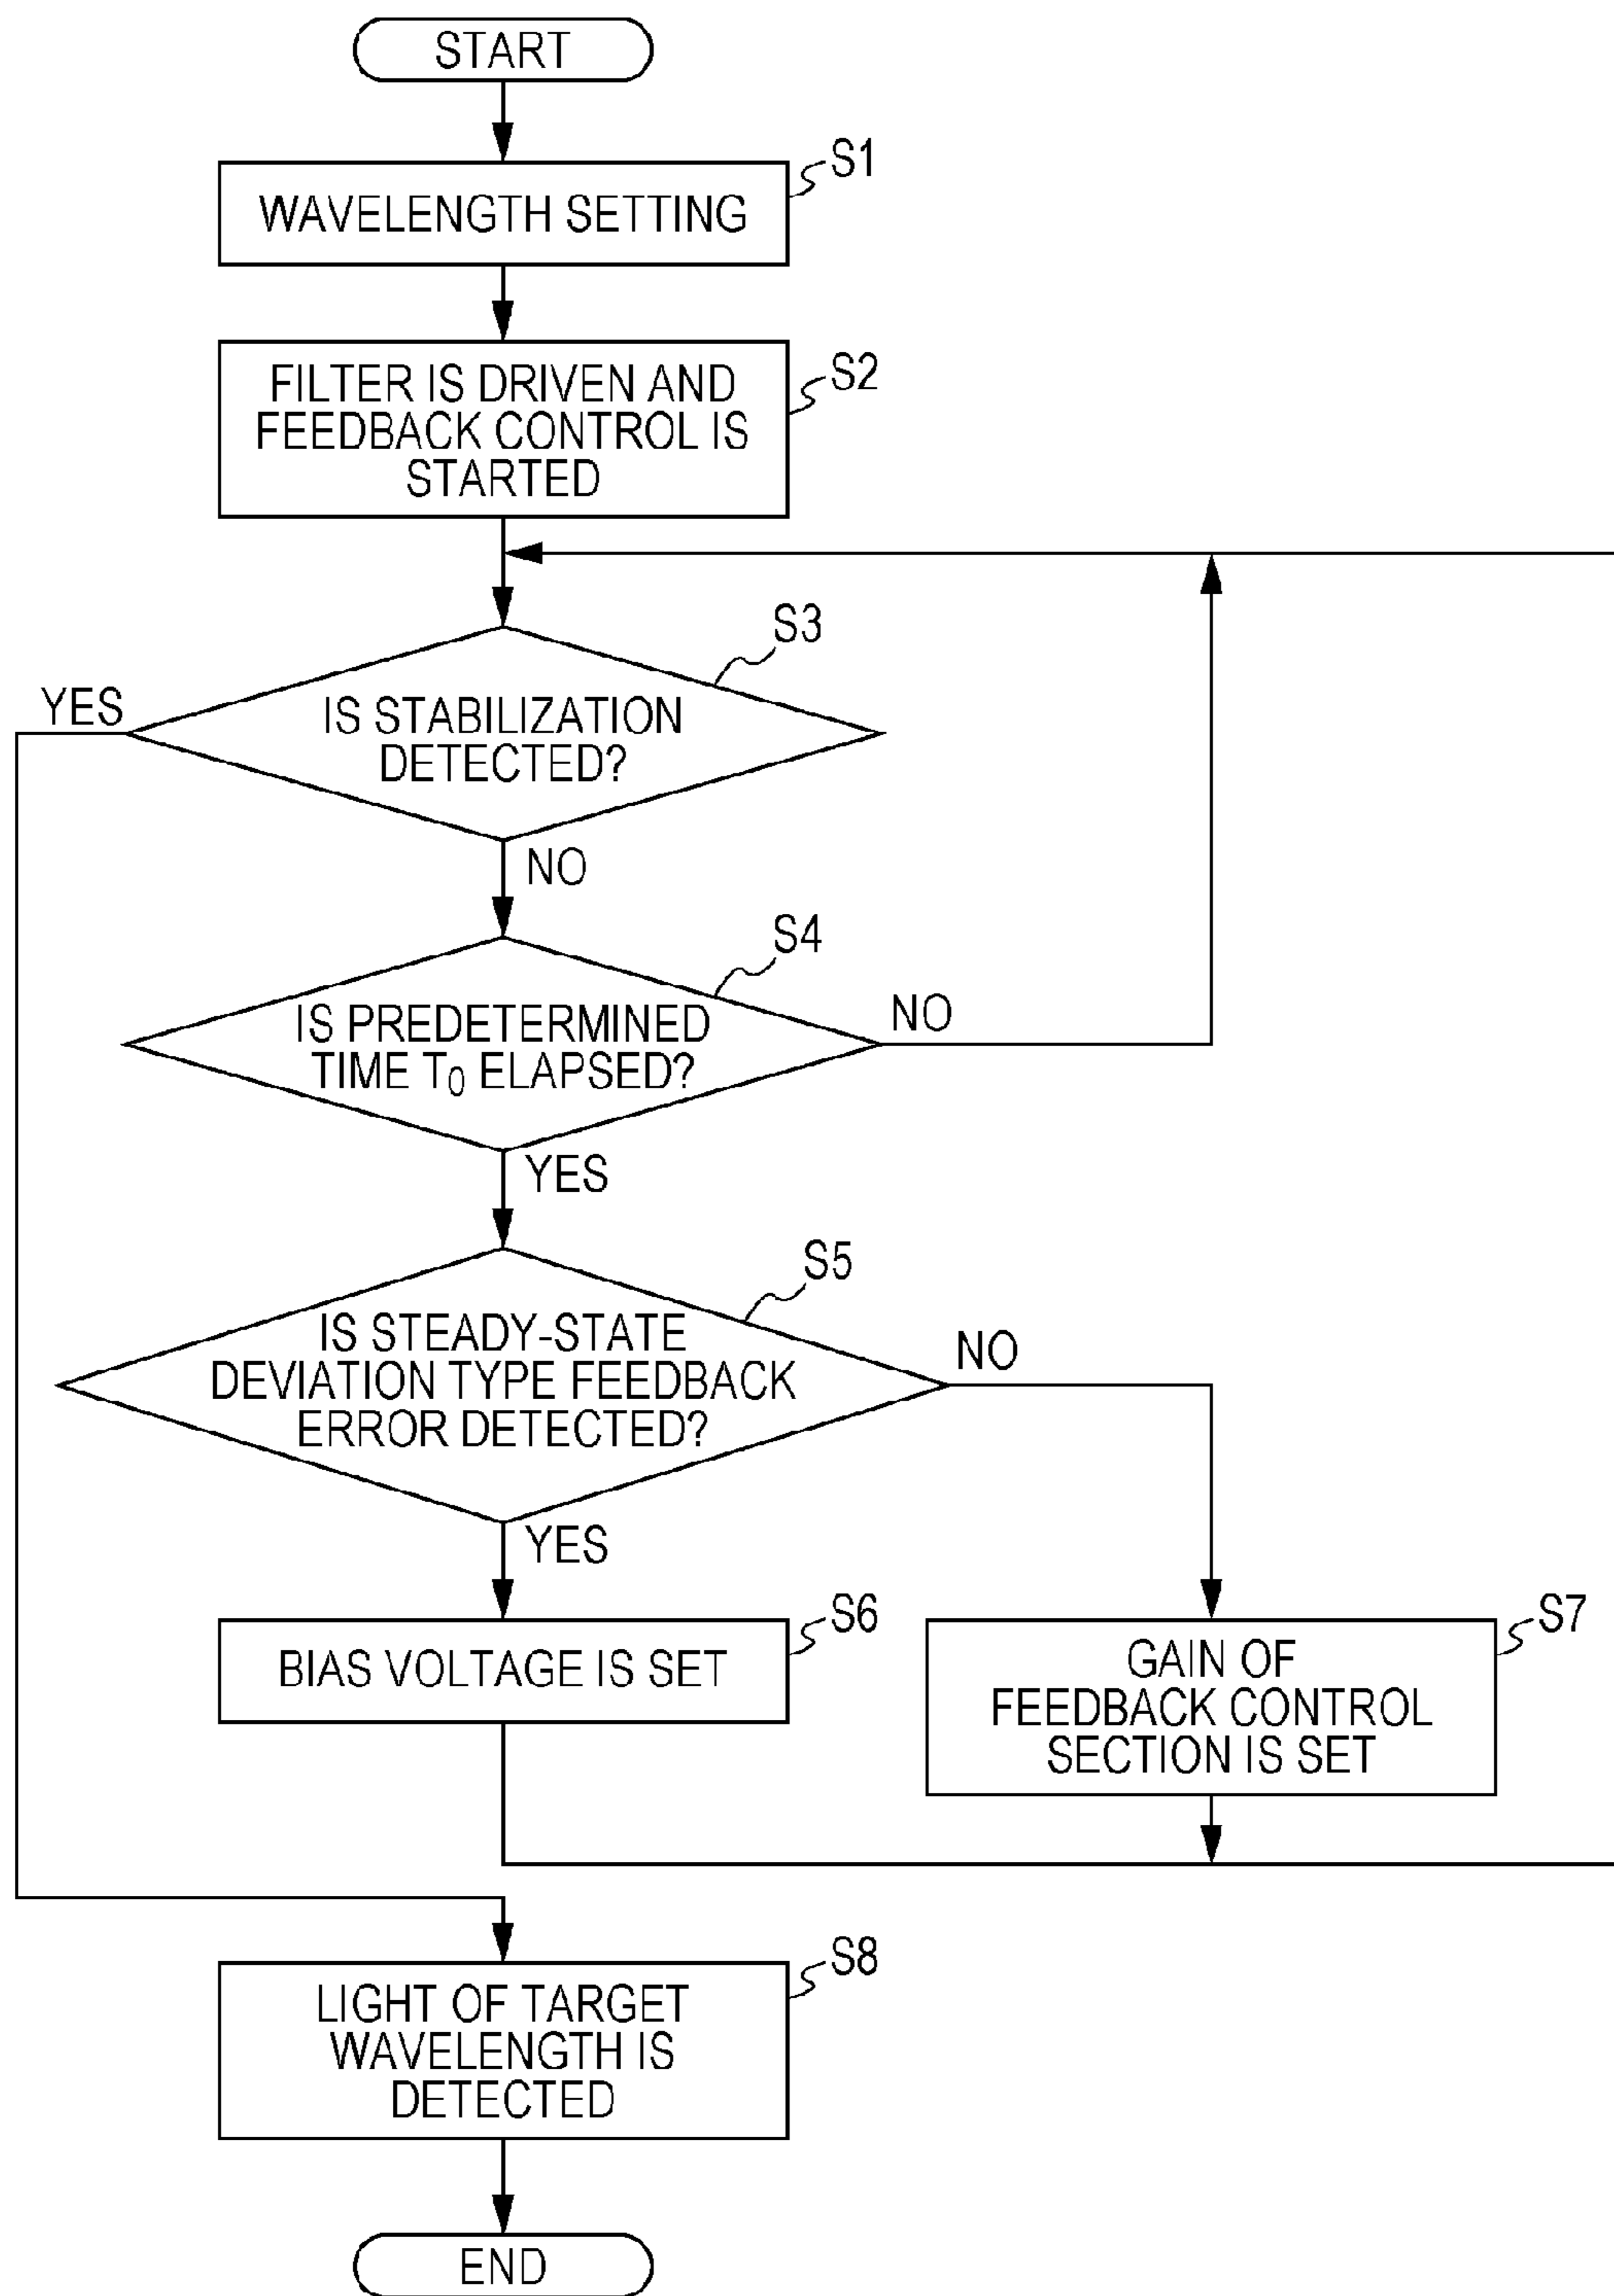 START
S1
WAVELENGTH SETTING
S2
FILTER IS DRIVEN AND
FEEDBACK CONTROL IS
STARTED
S3
YES
IS STABILIZATION
DETECTED?
NO
S4
IS PREDETERMINED
TIME T0 ELAPSED?
NO
YES
S5
IS STEADY-STATE
DEVIATION TYPE FEEDBACK
ERROR DETECTED?
NO
YES
S6
BIAS VOLTAGE IS SET
S7
GAIN OF
FEEDBACK CONTROL
SECTION IS SET
S8
LIGHT OF TARGET
WAVELENGTH IS
DETECTED
END